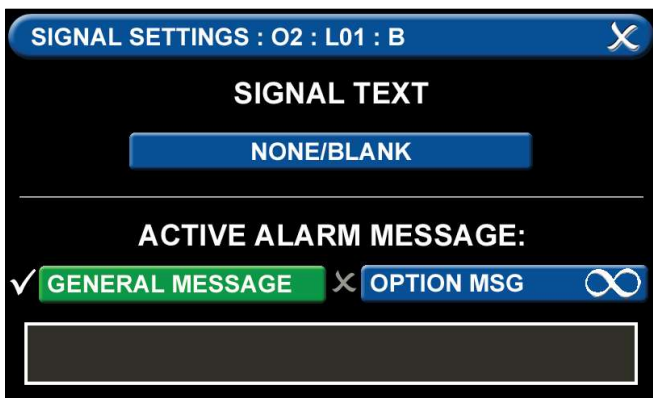 SIGNAL SETTINGS : O2 : L01 : B
SIGNAL TEXT
NONE/BLANK
ACTIVE ALARM MESSAGE:
GENERAL MESSAGE OPTION MSG